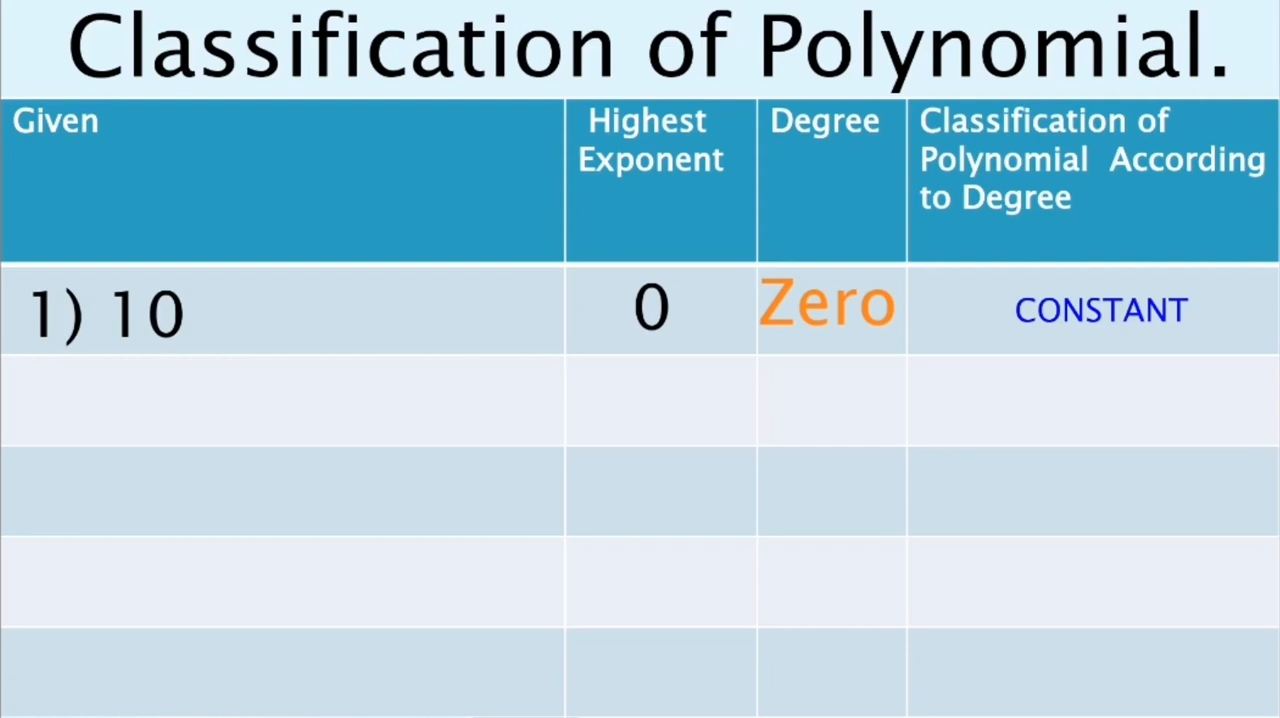 Classification of Polynomial.
Given
Highest
Exponent
Degree
Classification of
Polynomial According
to Degree
1) 10
0
Zero
CONSTANT